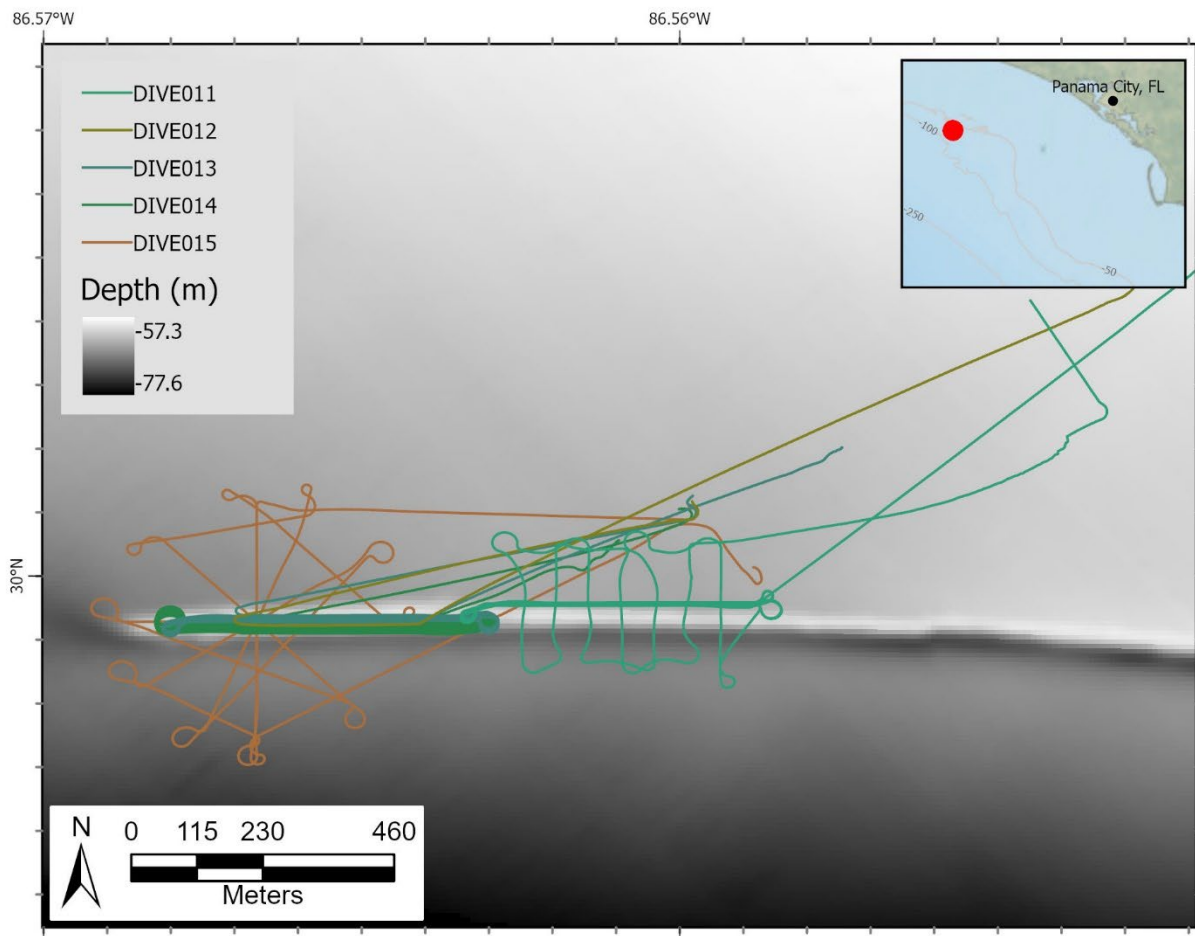 86.57°W
86.56°W
DIVE011
DIVE012
DIVE013
DIVE014
DIVE015
Depth (m)
-57.3
-77.6
Panama City, FL
-100
-250
-50
30°N
N
0 115 230 460
Meters